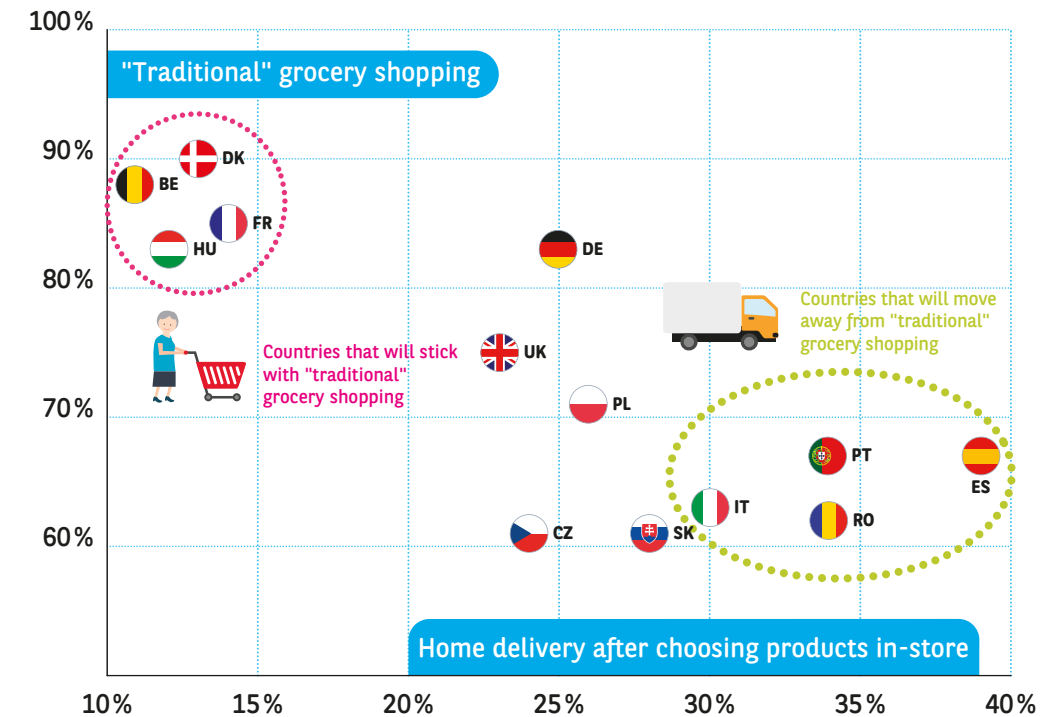 100%
"Traditional" grocery shopping
90%
DK
BE
FR
HU
DE
80%
Countries that will move
away from "traditional"
grocery shopping
UK
Countries that will stick
with "traditional"
grocery shopping
70%
PL
PT
ES
IT
RO
CZ
SK
60%
Home delivery after choosing products in-store
10%
15%
20%
25%
30%
35%
40%